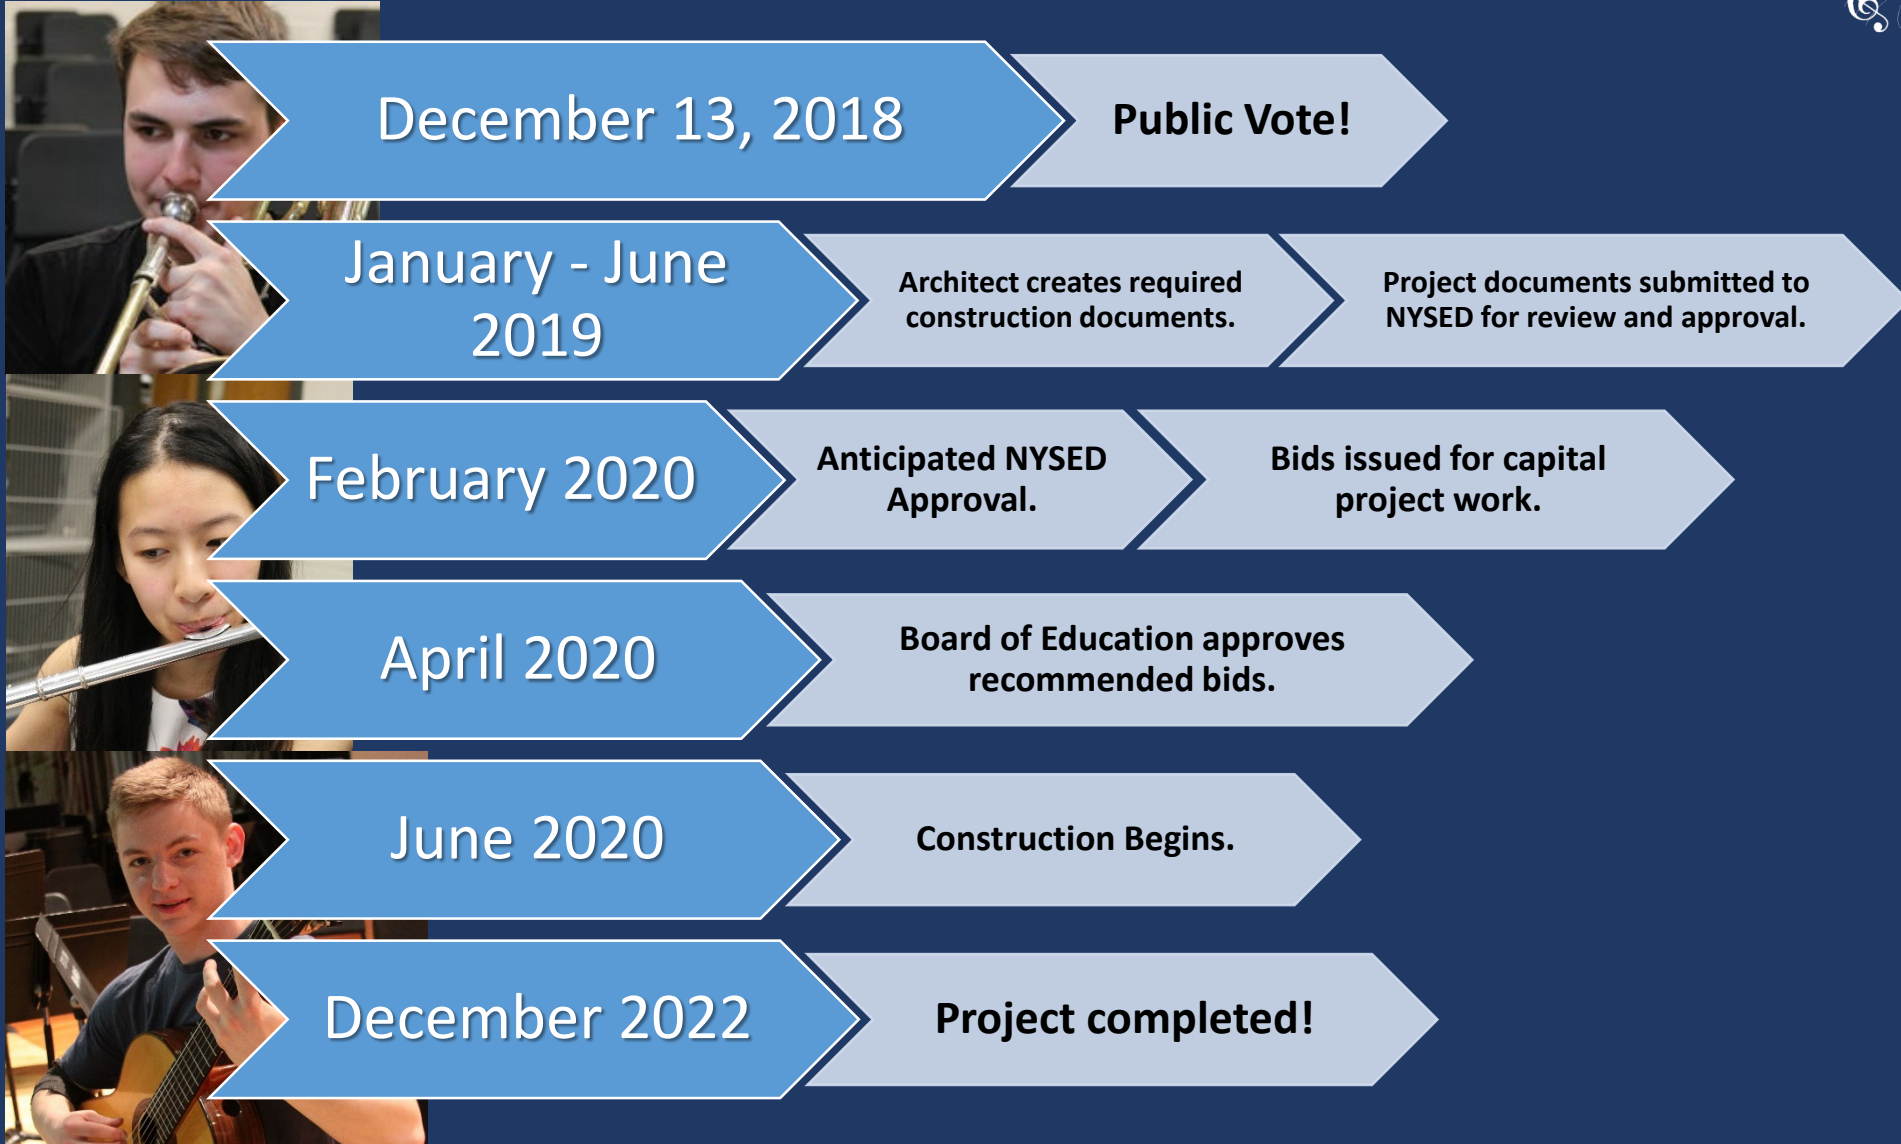 December 13, 2018
Public Vote!
January - June
2019
Architect creates required
construction documents.
Project documents submitted to
NYSED for review and approval.
February 2020
Anticipated NYSED
Approval.
Bids issued for capital
project work.
April 2020
Board of Education approves
recommended bids.
June 2020
Construction Begins.
December 2022
Project completed!